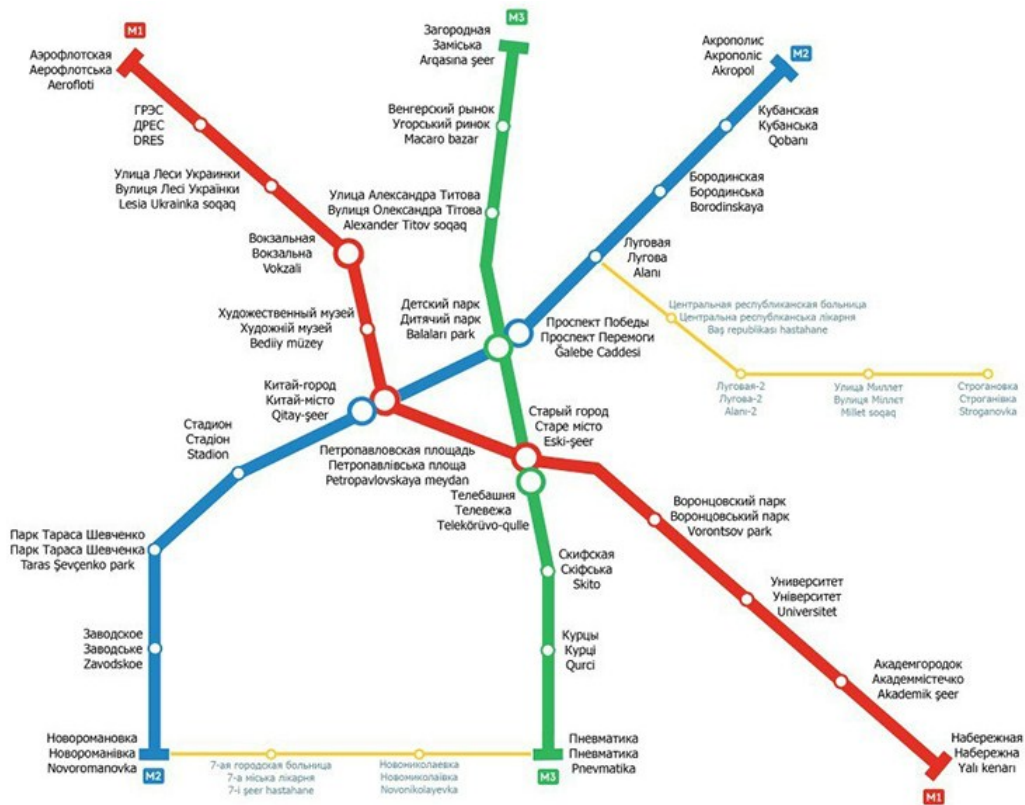 M1
M3
M2
Аэрофлотская
Аерофлотська
Aerofloti
ГРЭС
ДРЕС
DRES
Улица Леси Украинки
Вулиця Лесі Українки
Lesia Ukrainka soqaq
Вокзальная
Вокзальна
Vokzali
Художественный музей
Художній музей
Bediiy müzey
Китай-город
Китай-місто
Qitay-şeer
Стадион
Стадіон
Stadion
Парк Тараса Шевченко
Парк Тараса Шевченка
Taras Şevçenko park
Заводское
Заводське
Zavodskoe
Новоромановка
Новороманівка
Novoromanovka
M2
Загородная
Заміська
Arqasına şeer
Венгерский рынок
Угорський ринок
Macaro bazar
Улица Александра Титова
Вулиця Олександра Тітова
Alexander Titov soqaq
Детский парк
Дитячий парк
Balaları park
Акрополис
Акрополіс
Akropol
Кубанская
Кубанська
Qobanı
Бородинская
Бородинська
Borodinskaya
Луговая
Лугова
Alanı
Проспект Победы
Проспект Перемоги
Ğalebe Caddesi
Центральная республиканская больница
Центральна республіканська лікарня
Baş republikası hastahane
Луговая-2
Лугова-2
Alanı-2
Улица Миллет
Вулиця Міллєт
Millet soqaq
Строгановка
Строганівка
Stroganovka
Старый город
Старе місто
Eski-şeer
Петропавловская площадь
Петропавлівська площа
Petropavlovskaya meydan
Телебашня
Телевежа
Telekörüvo-qulle
Скифская
Скіфська
Skito
Курцы
Курці
Qurci
Пневматика
Пневматика
Pnevmatika
M3
7-ая городская больница
7-а міська лікарня
7-i şeer hastahane
Новониколаевка
Новомиколаївка
Novonikolayevka
Воронцовский парк
Воронцовський парк
Vorontsov park
Университет
Університет
Universitet
Академгородок
Академмістечко
Akademik şeer
Набережная
Набережна
Yalı kenarı
M1